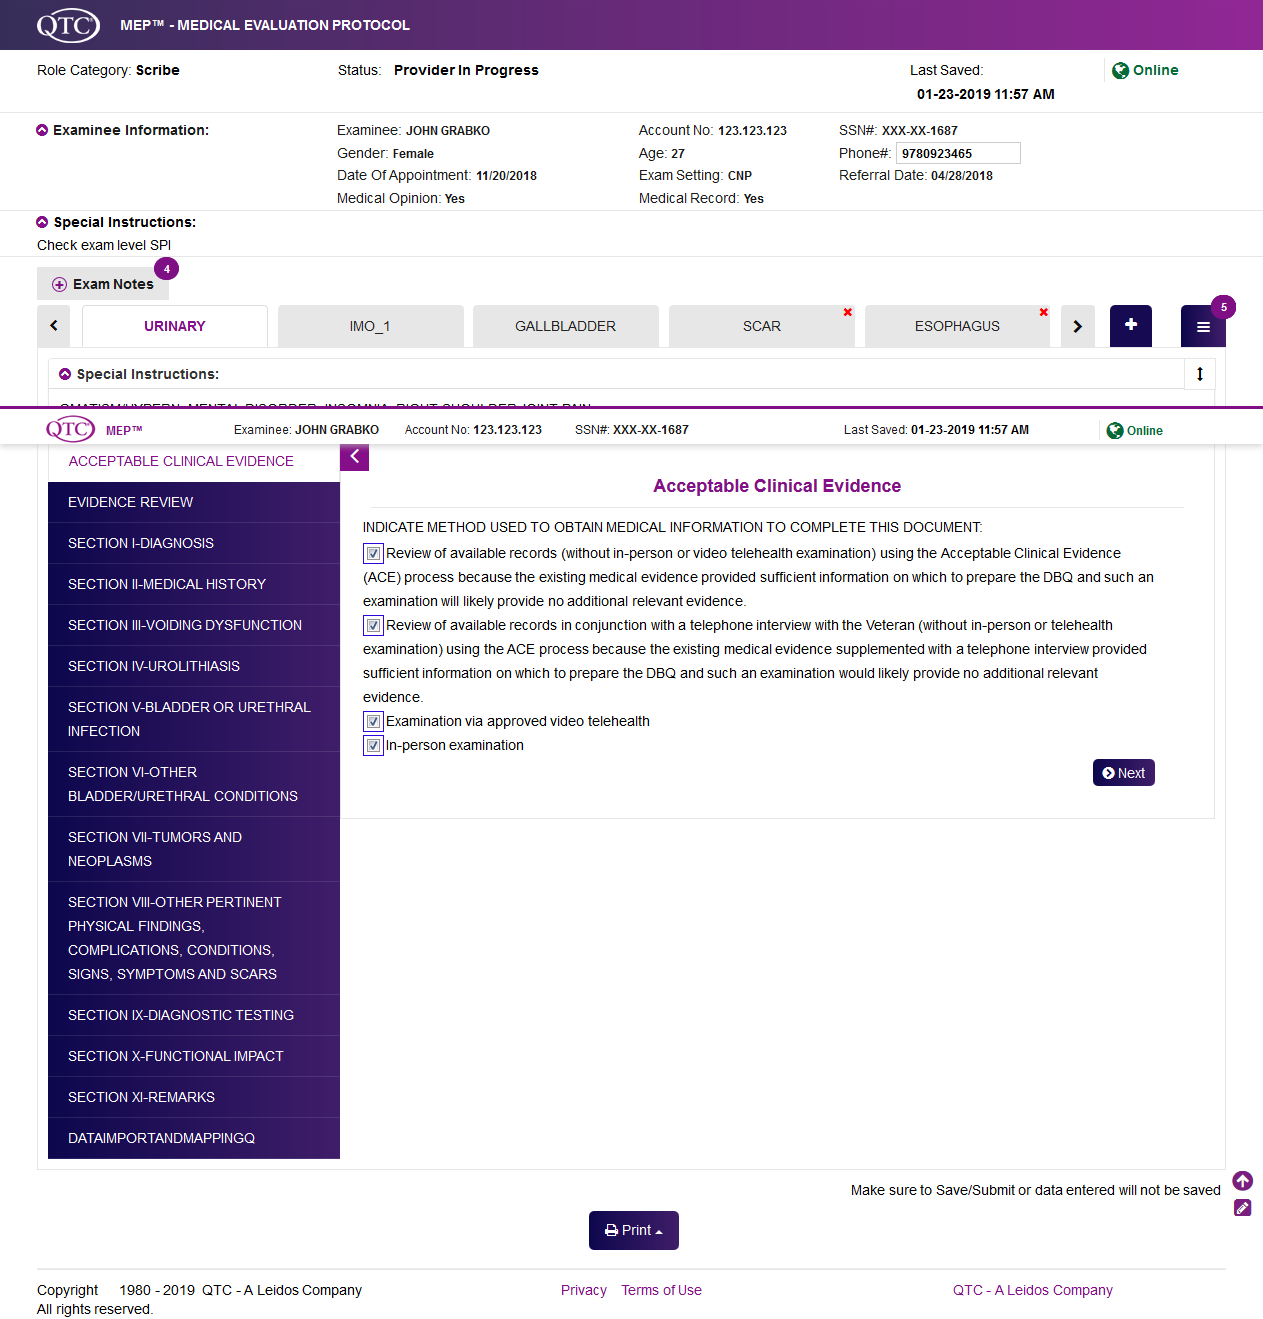 QTC® MEP™ - MEDICAL EVALUATION PROTOCOL
Role Category: Scribe Status: Provider In Progress Last Saved: Online
01-23-2019 11:57 AM
Examinee Information: Examinee: JOHN GRABKO Account No: 123.123.123 SSN#: XXX-XX-1687
Gender: Female Age: 27 Phone#: 9780923465
Date Of Appointment: 11/20/2018 Exam Setting: CNP Referral Date: 04/28/2018
Medical Opinion: Yes Medical Record: Yes
Special Instructions:
Check exam level SPI
Exam Notes 4
URINARY IMO_1 GALLBLADDER SCAR ESOPHAGUS 5
Special Instructions:
QTC® MEP™ Examinee: JOHN GRABKO Account No: 123.123.123 SSN#: XXX-XX-1687 Last Saved: 01-23-2019 11:57 AM Online
ACCEPTABLE CLINICAL EVIDENCE
EVIDENCE REVIEW
SECTION I-DIAGNOSIS
SECTION II-MEDICAL HISTORY
SECTION III-VOIDING DYSFUNCTION
SECTION IV-UROLITHIASIS
SECTION V-BLADDER OR URETHRAL
INFECTION
SECTION VI-OTHER
BLADDER/URETHRAL CONDITIONS
SECTION VII-TUMORS AND
NEOPLASMS
SECTION VIII-OTHER PERTINENT
PHYSICAL FINDINGS,
COMPLICATIONS, CONDITIONS,
SIGNS, SYMPTOMS AND SCARS
SECTION IX-DIAGNOSTIC TESTING
SECTION X-FUNCTIONAL IMPACT
SECTION XI-REMARKS
DATAIMPORTANDMAPPINGQ
Acceptable Clinical Evidence
INDICATE METHOD USED TO OBTAIN MEDICAL INFORMATION TO COMPLETE THIS DOCUMENT:
Review of available records (without in-person or video telehealth examination) using the Acceptable Clinical Evidence
(ACE) process because the existing medical evidence provided sufficient information on which to prepare the DBQ and such an
examination will likely provide no additional relevant evidence.
Review of available records in conjunction with a telephone interview with the Veteran (without in-person or telehealth
examination) using the ACE process because the existing medical evidence supplemented with a telephone interview provided
sufficient information on which to prepare the DBQ and such an examination would likely provide no additional relevant
evidence.
Examination via approved video telehealth
In-person examination
Next
Make sure to Save/Submit or data entered will not be saved
Print
Copyright 1980 - 2019 QTC - A Leidos Company Privacy Terms of Use QTC - A Leidos Company
All rights reserved.